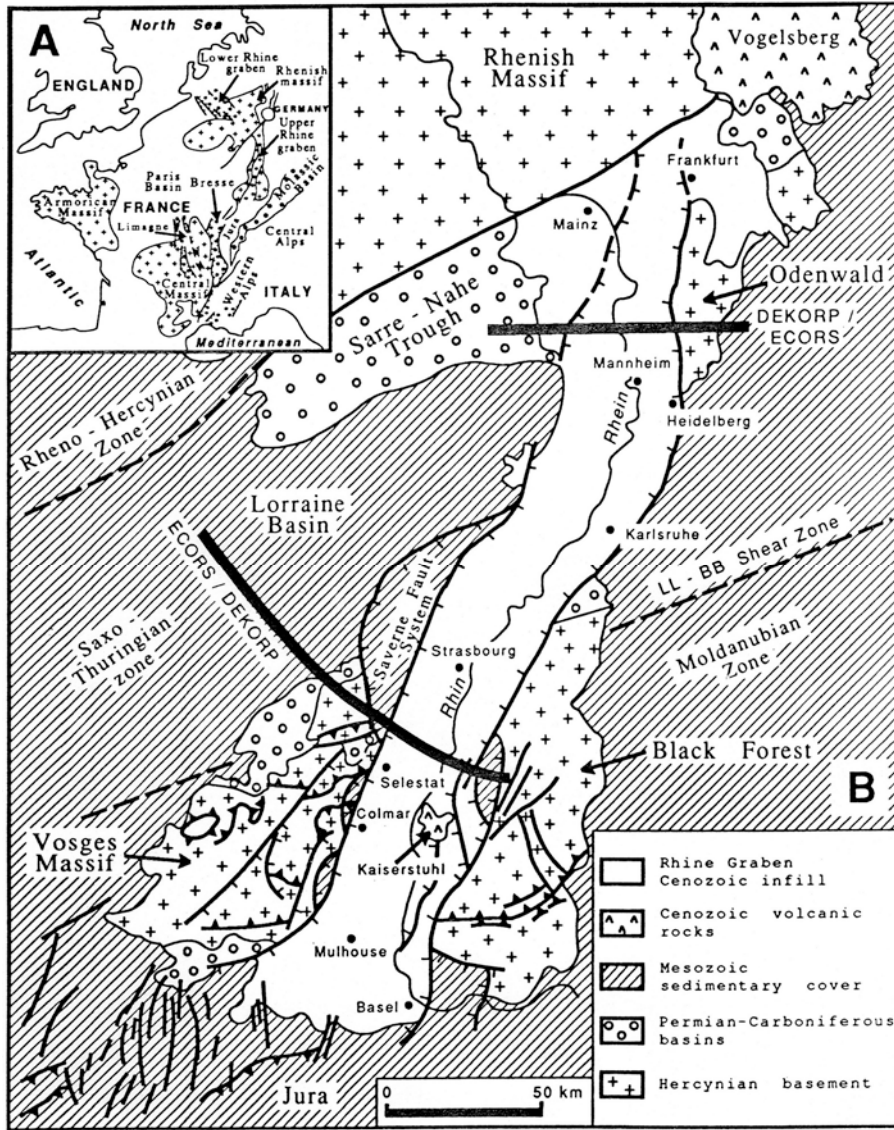 A
North Sea
ENGLAND
Lower Rhine
graben
Rhenish
massif
GERMANY
Upper
Rhine
graben
Paris
Basin
Bresse
Molassic Basin
Armorican
Massif
FRANCE
Limagne
Jura
Central
Alps
Central
Massif
Western
Alps
ITALY
Atlantic
Mediterranean
Rhenish
Massif
Vogelsberg
Frankfurt
Mainz
Odenwald
Sarre - Nahe
Trough
DEKORP /
ECORS
Mannheim
Rhein
Heidelberg
Rheno - Hercynian
Zone
Lorraine
Basin
Karlsruhe
LL - BB Shear Zone
ECORS / DEKORP
Saverne Fault
System
Saxo -
Thuringian
zone
Strasbourg
Rhin
Moldanubian
Zone
Black Forest
Selestat
B
Vosges
Massif
Colmar
Kaiserstuhl
Mulhouse
Basel
Jura
0 50 km
Rhine Graben
Cenozoic infill
Cenozoic volcanic
rocks
Mesozoic
sedimentary cover
Permian-Carboniferous
basins
Hercynian basement